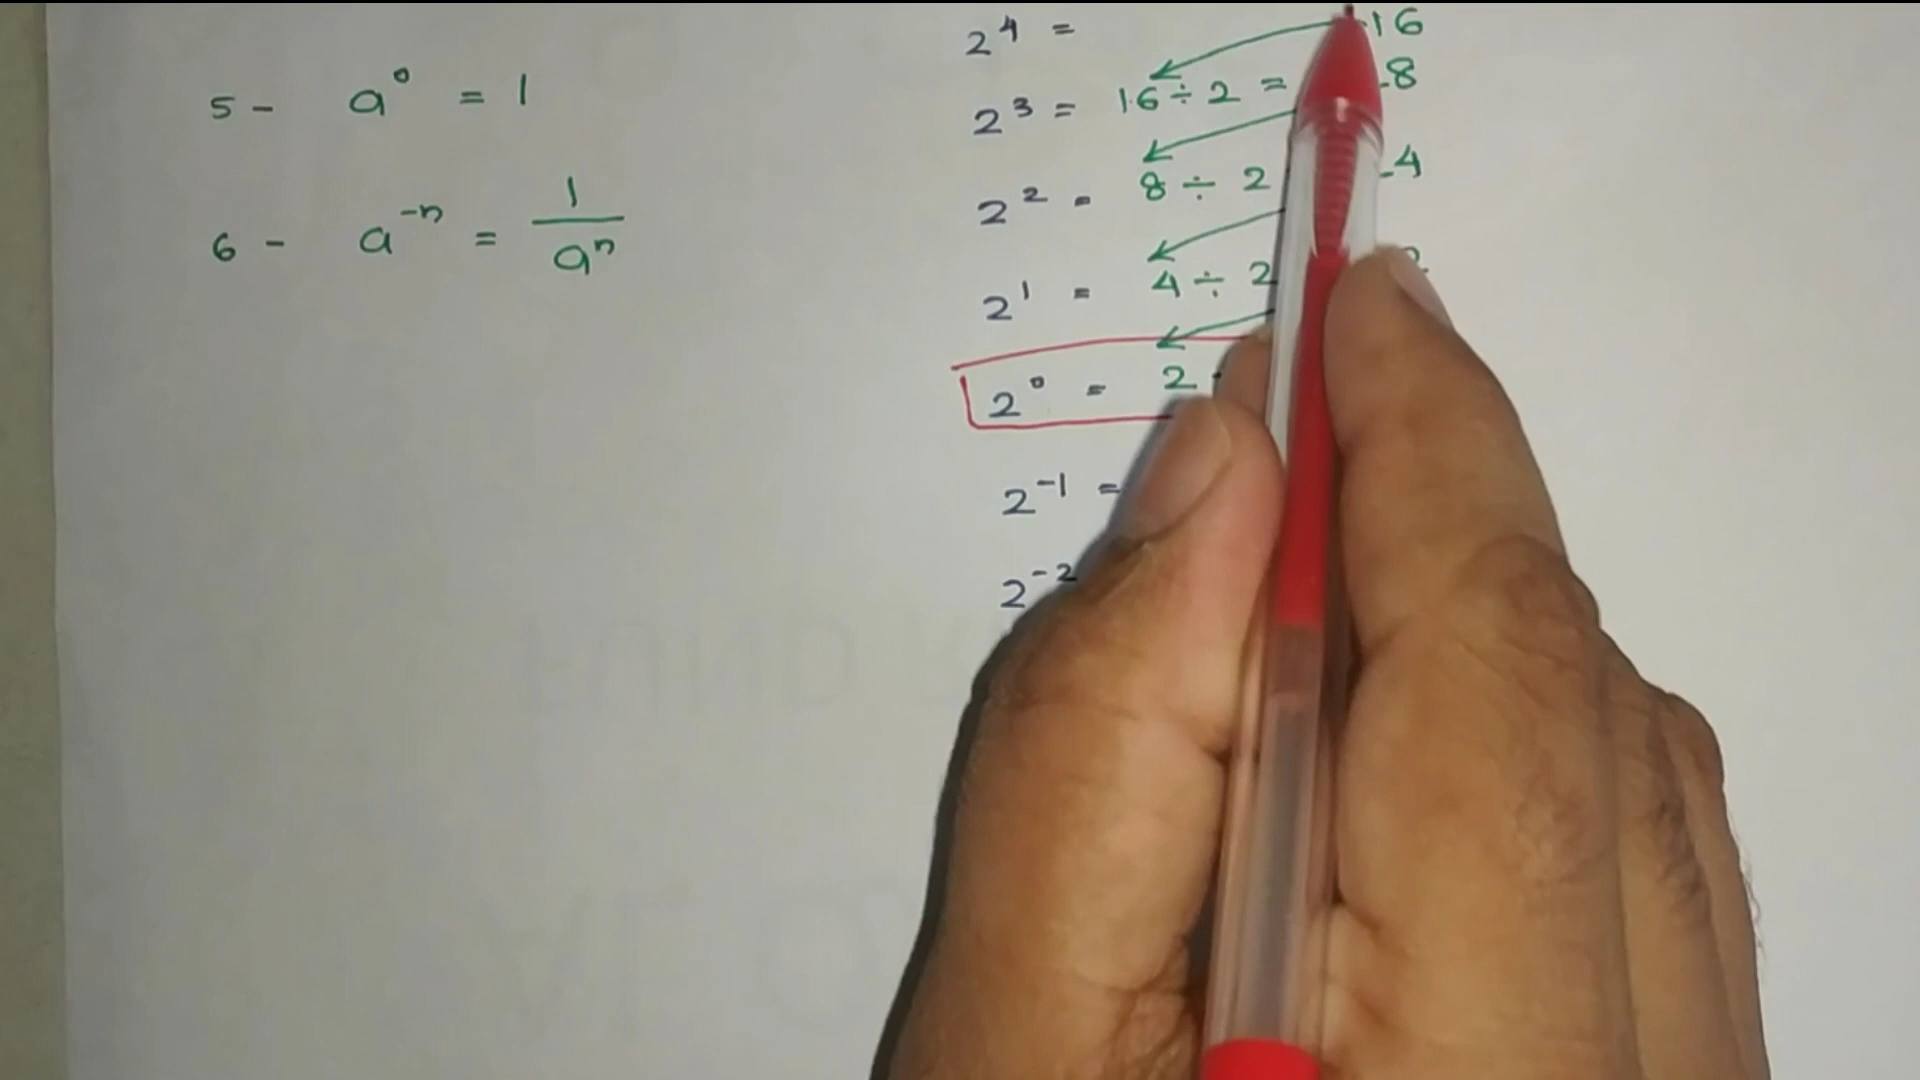 5 - a⁰ = 1
6 - a⁻ⁿ = 1/aⁿ
2⁴ = 16
2³ = 16 ÷ 2 = 8
2² = 8 ÷ 2 4
2¹ = 4 ÷ 2
2⁰ = 2
2⁻¹ =
2⁻²